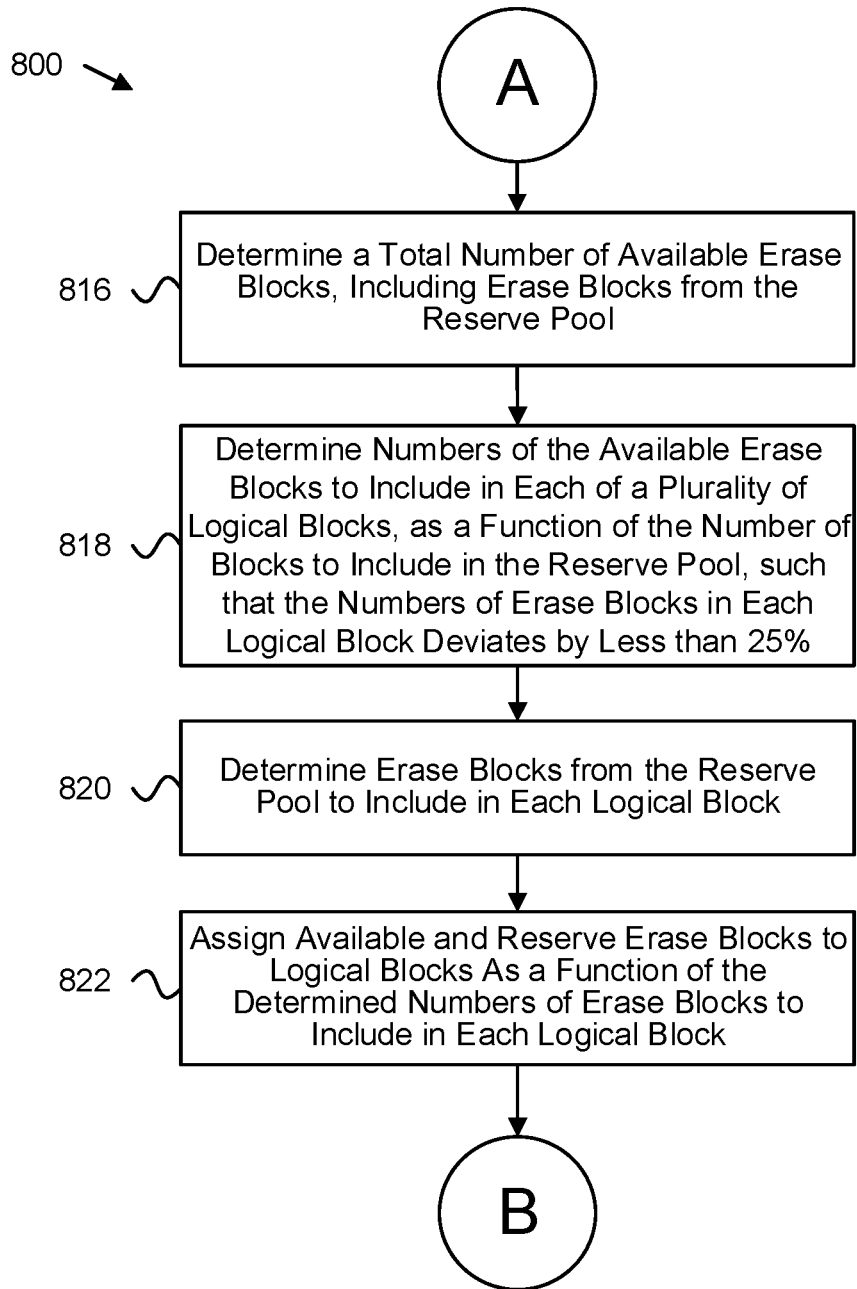 800
A
816
Determine a Total Number of Available Erase
Blocks, Including Erase Blocks from the
Reserve Pool
818
Determine Numbers of the Available Erase
Blocks to Include in Each of a Plurality of
Logical Blocks, as a Function of the Number of
Blocks to Include in the Reserve Pool, such
that the Numbers of Erase Blocks in Each
Logical Block Deviates by Less than 25%
820
Determine Erase Blocks from the Reserve
Pool to Include in Each Logical Block
822
Assign Available and Reserve Erase Blocks to
Logical Blocks As a Function of the
Determined Numbers of Erase Blocks to
Include in Each Logical Block
B